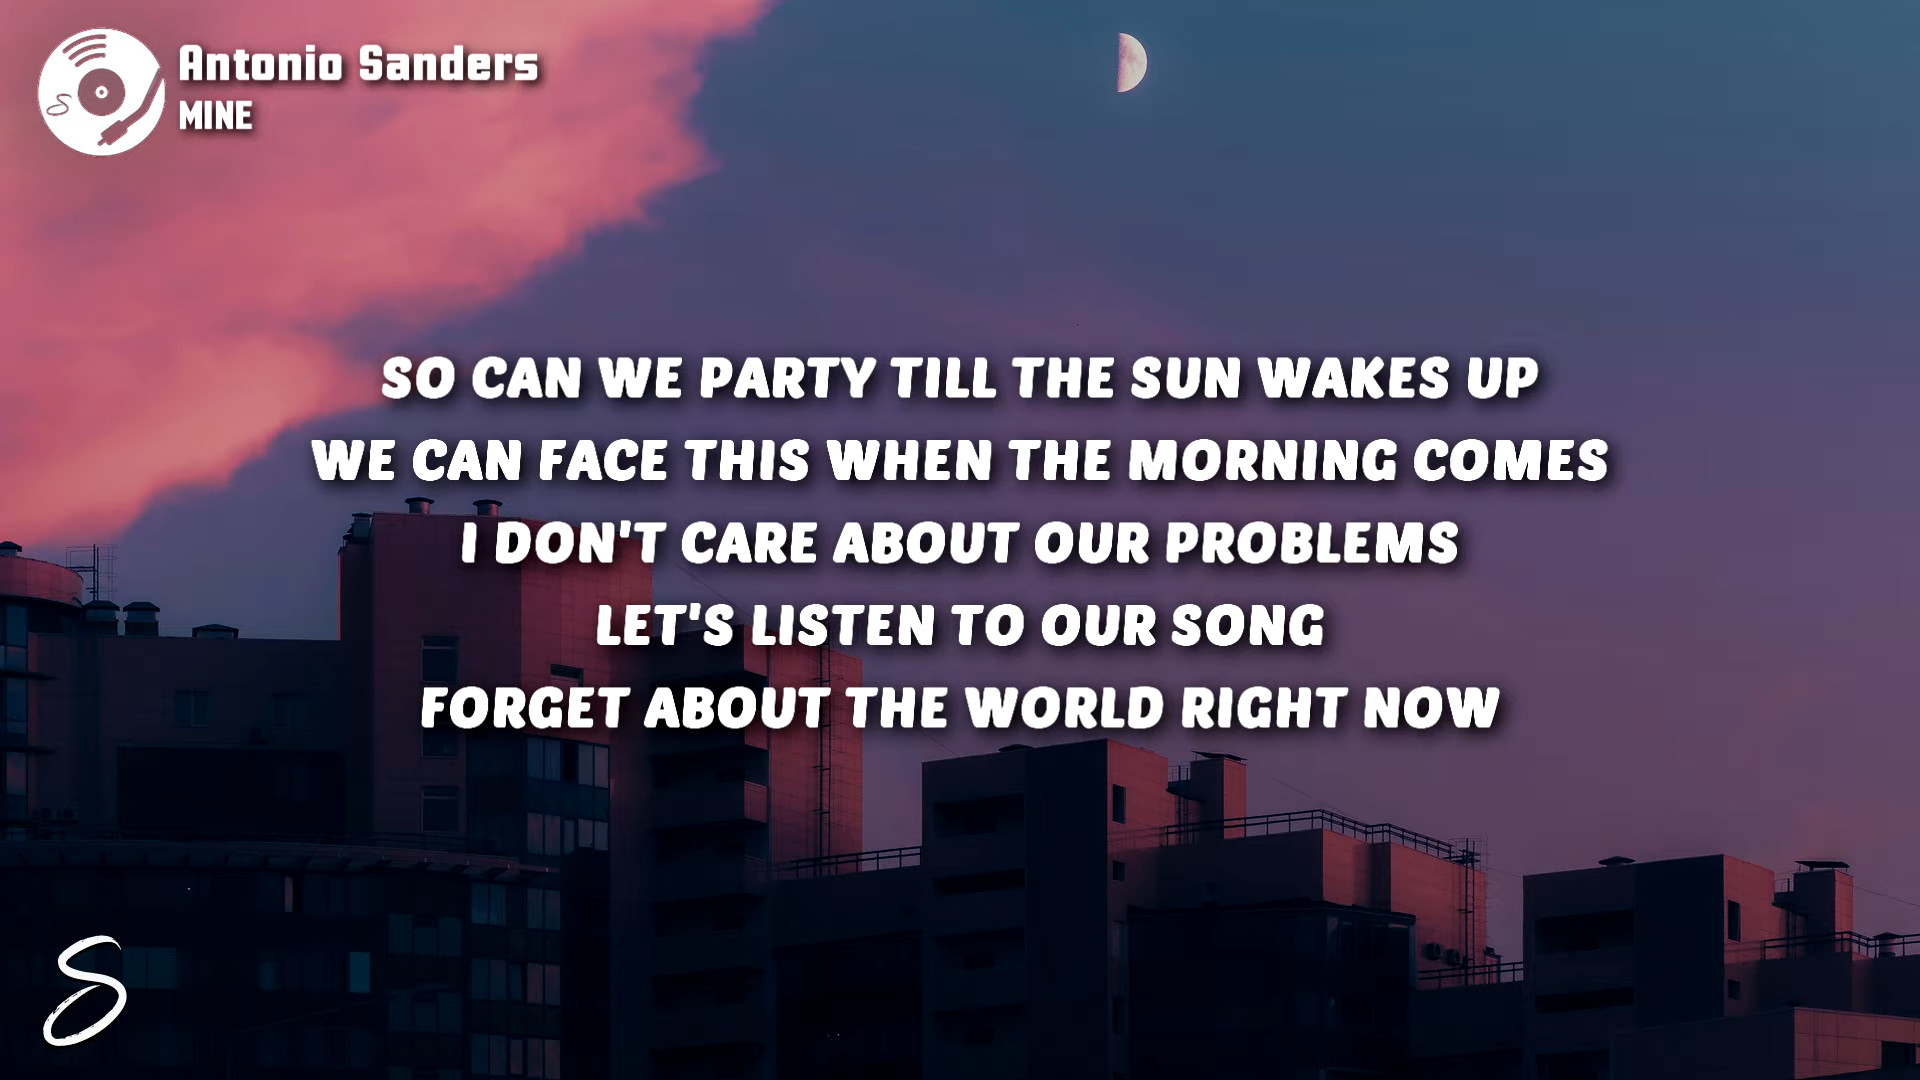 Antonio Sanders
MINE
SO CAN WE PARTY TILL THE SUN WAKES UP
WE CAN FACE THIS WHEN THE MORNING COMES
I DON'T CARE ABOUT OUR PROBLEMS
LET'S LISTEN TO OUR SONG
FORGET ABOUT THE WORLD RIGHT NOW
S